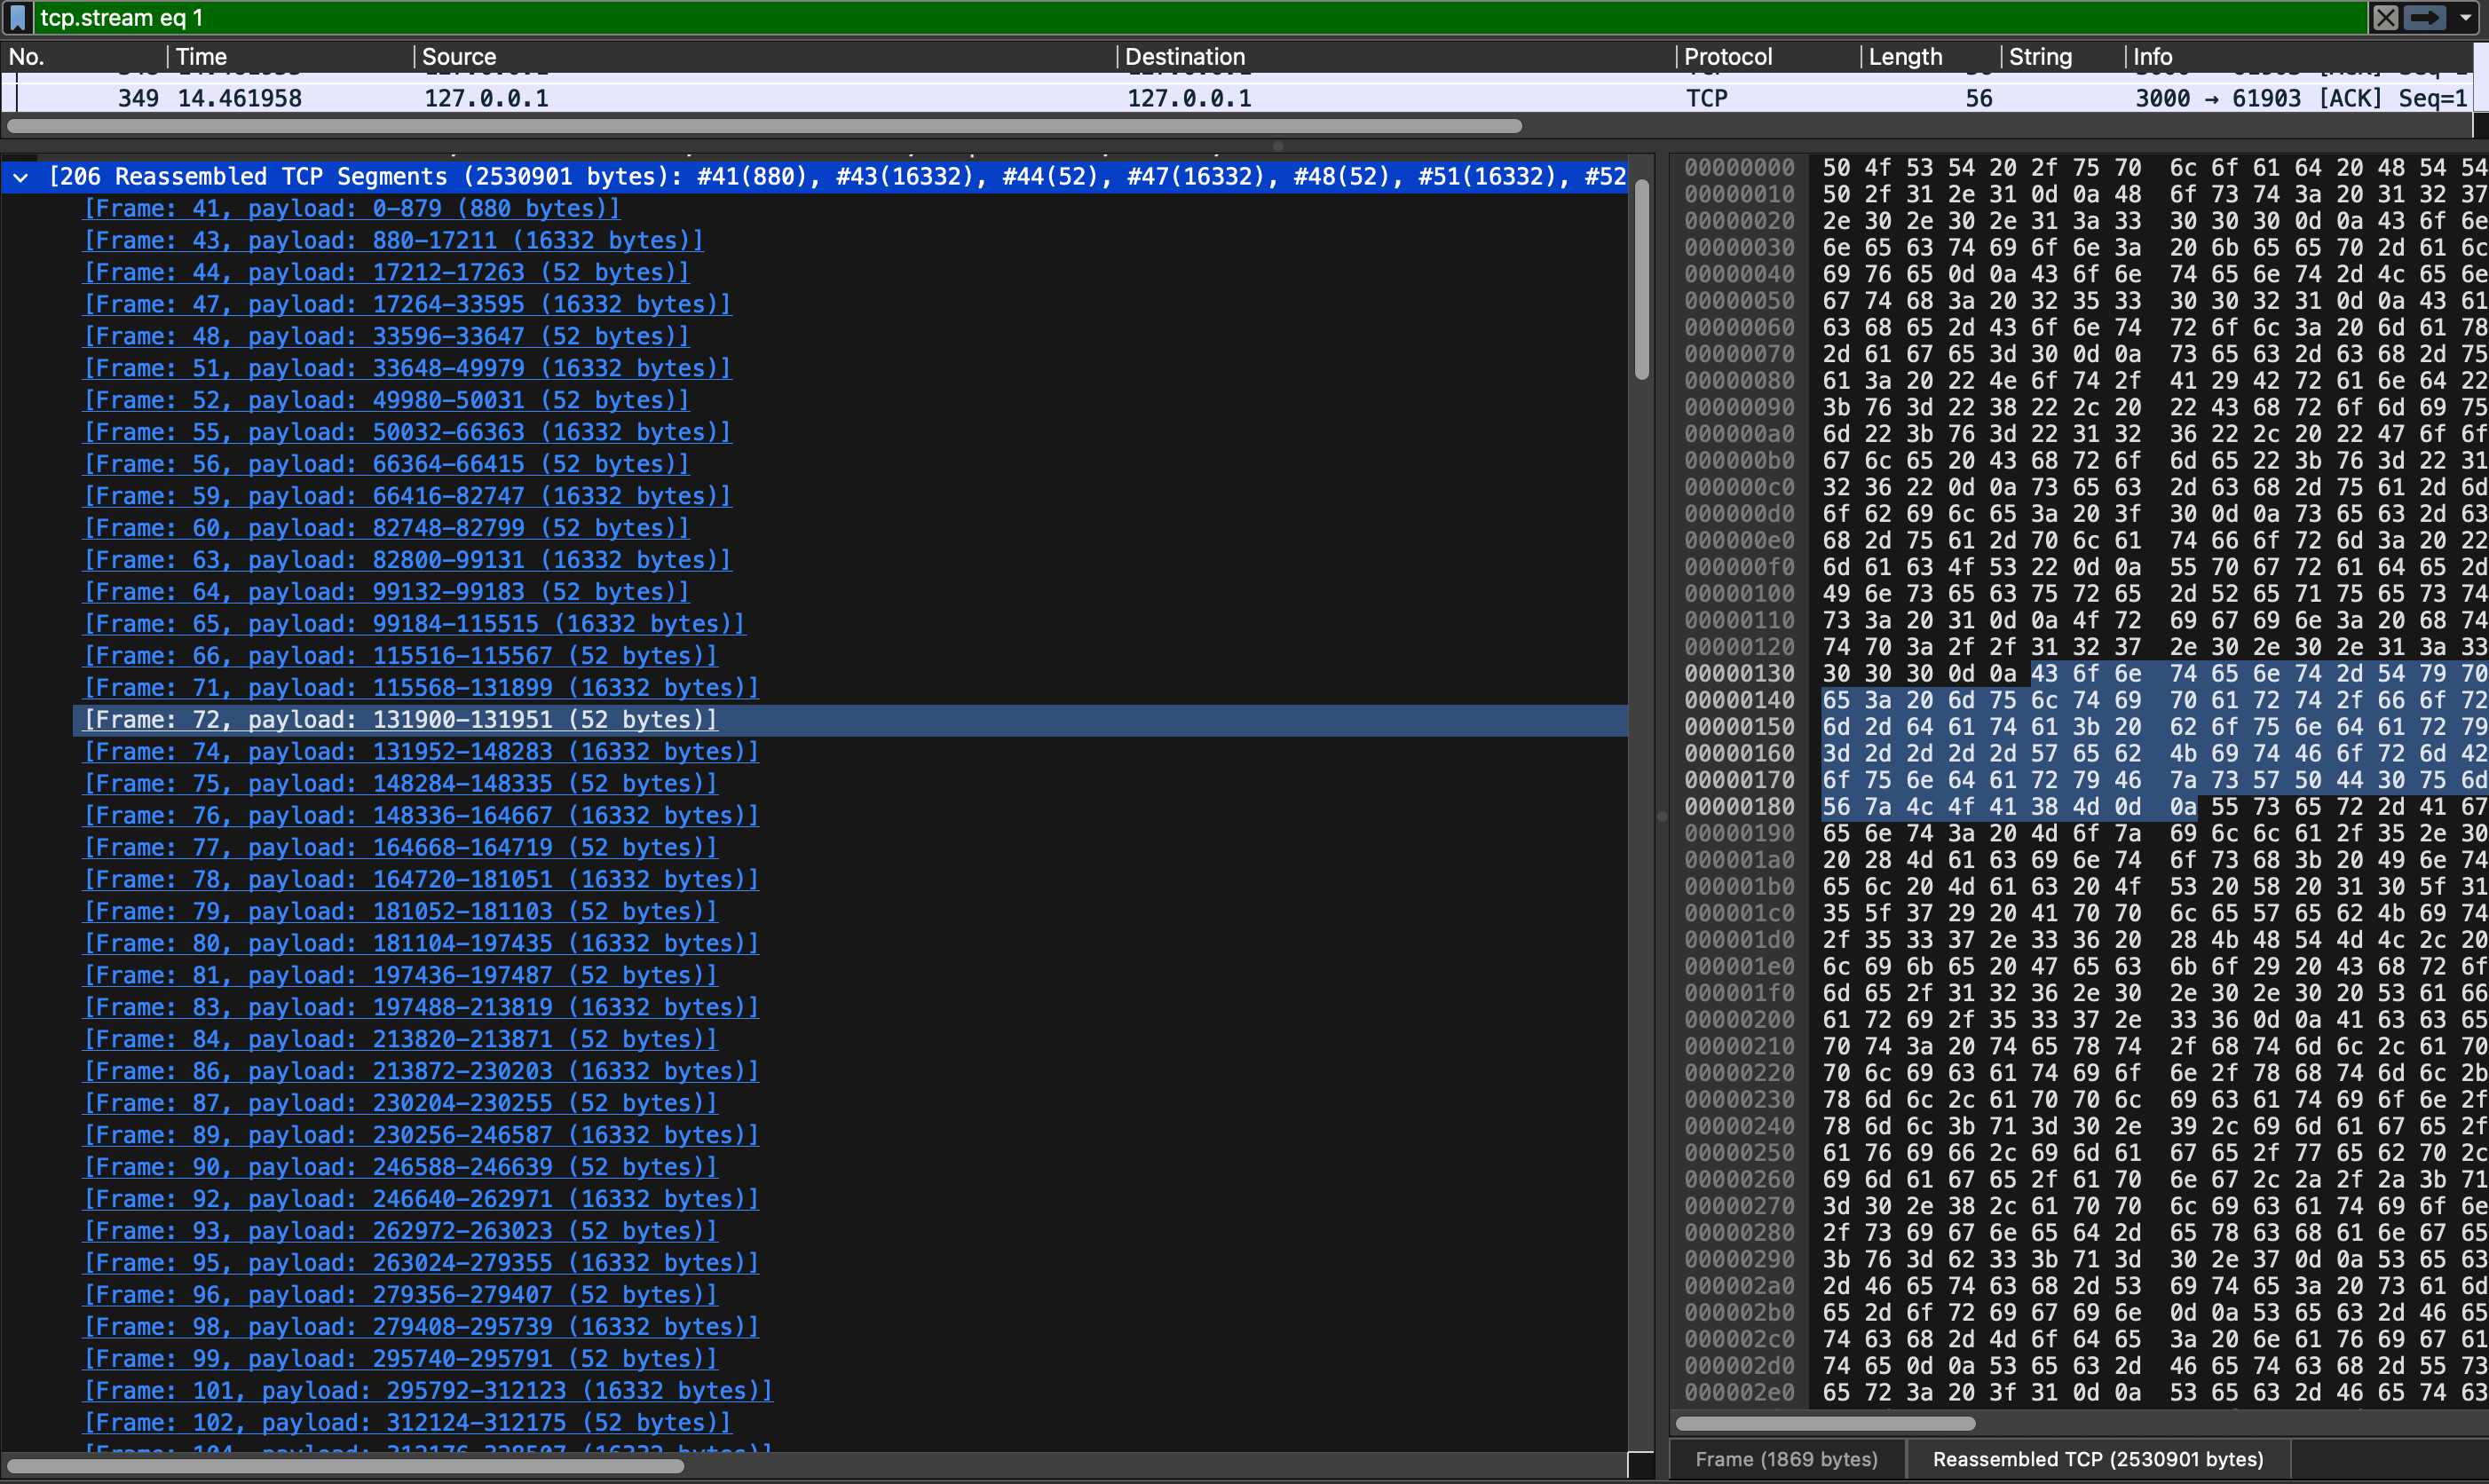 tcp.stream eq 1
No. Time Source Destination Protocol Length String Info
349 14.461958 127.0.0.1 127.0.0.1 TCP 56 3000 → 61903 [ACK] Seq=1
[206 Reassembled TCP Segments (2530901 bytes): #41(880), #43(16332), #44(52), #47(16332), #48(52), #51(16332), #52
[Frame: 41, payload: 0-879 (880 bytes)]
[Frame: 43, payload: 880-17211 (16332 bytes)]
[Frame: 44, payload: 17212-17263 (52 bytes)]
[Frame: 47, payload: 17264-33595 (16332 bytes)]
[Frame: 48, payload: 33596-33647 (52 bytes)]
[Frame: 51, payload: 33648-49979 (16332 bytes)]
[Frame: 52, payload: 49980-50031 (52 bytes)]
[Frame: 55, payload: 50032-66363 (16332 bytes)]
[Frame: 56, payload: 66364-66415 (52 bytes)]
[Frame: 59, payload: 66416-82747 (16332 bytes)]
[Frame: 60, payload: 82748-82799 (52 bytes)]
[Frame: 63, payload: 82800-99131 (16332 bytes)]
[Frame: 64, payload: 99132-99183 (52 bytes)]
[Frame: 65, payload: 99184-115515 (16332 bytes)]
[Frame: 66, payload: 115516-115567 (52 bytes)]
[Frame: 71, payload: 115568-131899 (16332 bytes)]
[Frame: 72, payload: 131900-131951 (52 bytes)]
[Frame: 74, payload: 131952-148283 (16332 bytes)]
[Frame: 75, payload: 148284-148335 (52 bytes)]
[Frame: 76, payload: 148336-164667 (16332 bytes)]
[Frame: 77, payload: 164668-164719 (52 bytes)]
[Frame: 78, payload: 164720-181051 (16332 bytes)]
[Frame: 79, payload: 181052-181103 (52 bytes)]
[Frame: 80, payload: 181104-197435 (16332 bytes)]
[Frame: 81, payload: 197436-197487 (52 bytes)]
[Frame: 83, payload: 197488-213819 (16332 bytes)]
[Frame: 84, payload: 213820-213871 (52 bytes)]
[Frame: 86, payload: 213872-230203 (16332 bytes)]
[Frame: 87, payload: 230204-230255 (52 bytes)]
[Frame: 89, payload: 230256-246587 (16332 bytes)]
[Frame: 90, payload: 246588-246639 (52 bytes)]
[Frame: 92, payload: 246640-262971 (16332 bytes)]
[Frame: 93, payload: 262972-263023 (52 bytes)]
[Frame: 95, payload: 263024-279355 (16332 bytes)]
[Frame: 96, payload: 279356-279407 (52 bytes)]
[Frame: 98, payload: 279408-295739 (16332 bytes)]
[Frame: 99, payload: 295740-295791 (52 bytes)]
[Frame: 101, payload: 295792-312123 (16332 bytes)]
[Frame: 102, payload: 312124-312175 (52 bytes)]
00000000 50 4f 53 54 20 2f 75 70 6c 6f 61 64 20 48 54 54
00000010 50 2f 31 2e 31 0d 0a 48 6f 73 74 3a 20 31 32 37
00000020 2e 30 2e 30 2e 31 3a 33 30 30 30 0d 0a 43 6f 6e
00000030 6e 65 63 74 69 6f 6e 3a 20 6b 65 65 70 2d 61 6c
00000040 69 76 65 0d 0a 43 6f 6e 74 65 6e 74 2d 4c 65 6e
00000050 67 74 68 3a 20 32 35 33 30 30 32 31 0d 0a 43 61
00000060 63 68 65 2d 43 6f 6e 74 72 6f 6c 3a 20 6d 61 78
00000070 2d 61 67 65 3d 30 0d 0a 73 65 63 2d 63 68 2d 75
00000080 61 3a 20 22 4e 6f 74 2f 41 29 42 72 61 6e 64 22
00000090 3b 76 3d 22 38 22 2c 20 22 43 68 72 6f 6d 69 75
000000a0 6d 22 3b 76 3d 22 31 32 36 22 2c 20 22 47 6f 6f
000000b0 67 6c 65 20 43 68 72 6f 6d 65 22 3b 76 3d 22 31
000000c0 32 36 22 0d 0a 73 65 63 2d 63 68 2d 75 61 2d 6d
000000d0 6f 62 69 6c 65 3a 20 3f 30 0d 0a 73 65 63 2d 63
000000e0 68 2d 75 61 2d 70 6c 61 74 66 6f 72 6d 3a 20 22
000000f0 6d 61 63 4f 53 22 0d 0a 55 70 67 72 61 64 65 2d
00000100 49 6e 73 65 63 75 72 65 2d 52 65 71 75 65 73 74
00000110 73 3a 20 31 0d 0a 4f 72 69 67 69 6e 3a 20 68 74
00000120 74 70 3a 2f 2f 31 32 37 2e 30 2e 30 2e 31 3a 33
00000130 30 30 30 0d 0a 43 6f 6e 74 65 6e 74 2d 54 79 70
00000140 65 3a 20 6d 75 6c 74 69 70 61 72 74 2f 66 6f 72
00000150 6d 2d 64 61 74 61 3b 20 62 6f 75 6e 64 61 72 79
00000160 3d 2d 2d 2d 2d 57 65 62 4b 69 74 46 6f 72 6d 42
00000170 6f 75 6e 64 61 72 79 46 7a 73 57 50 44 30 75 6d
00000180 56 7a 4c 4f 41 38 4d 0d 0a 55 73 65 72 2d 41 67
00000190 65 6e 74 3a 20 4d 6f 7a 69 6c 6c 61 2f 35 2e 30
000001a0 20 28 4d 61 63 69 6e 74 6f 73 68 3b 20 49 6e 74
000001b0 65 6c 20 4d 61 63 20 4f 53 20 58 20 31 30 5f 31
000001c0 35 5f 37 29 20 41 70 70 6c 65 57 65 62 4b 69 74
000001d0 2f 35 33 37 2e 33 36 20 28 4b 48 54 4d 4c 2c 20
000001e0 6c 69 6b 65 20 47 65 63 6b 6f 29 20 43 68 72 6f
000001f0 6d 65 2f 31 32 36 2e 30 2e 30 2e 30 20 53 61 66
00000200 61 72 69 2f 35 33 37 2e 33 36 0d 0a 41 63 63 65
00000210 70 74 3a 20 74 65 78 74 2f 68 74 6d 6c 2c 61 70
00000220 70 6c 69 63 61 74 69 6f 6e 2f 78 68 74 6d 6c 2b
00000230 78 6d 6c 2c 61 70 70 6c 69 63 61 74 69 6f 6e 2f
00000240 78 6d 6c 3b 71 3d 30 2e 39 2c 69 6d 61 67 65 2f
00000250 61 76 69 66 2c 69 6d 61 67 65 2f 77 65 62 70 2c
00000260 69 6d 61 67 65 2f 61 70 6e 67 2c 2a 2f 2a 3b 71
00000270 3d 30 2e 38 2c 61 70 70 6c 69 63 61 74 69 6f 6e
00000280 2f 73 69 67 6e 65 64 2d 65 78 63 68 61 6e 67 65
00000290 3b 76 3d 62 33 3b 71 3d 30 2e 37 0d 0a 53 65 63
000002a0 2d 46 65 74 63 68 2d 53 69 74 65 3a 20 73 61 6d
000002b0 65 2d 6f 72 69 67 69 6e 0d 0a 53 65 63 2d 46 65
000002c0 74 63 68 2d 4d 6f 64 65 3a 20 6e 61 76 69 67 61
000002d0 74 65 0d 0a 53 65 63 2d 46 65 74 63 68 2d 55 73
000002e0 65 72 3a 20 3f 31 0d 0a 53 65 63 2d 46 65 74 63
Frame (1869 bytes) Reassembled TCP (2530901 bytes)